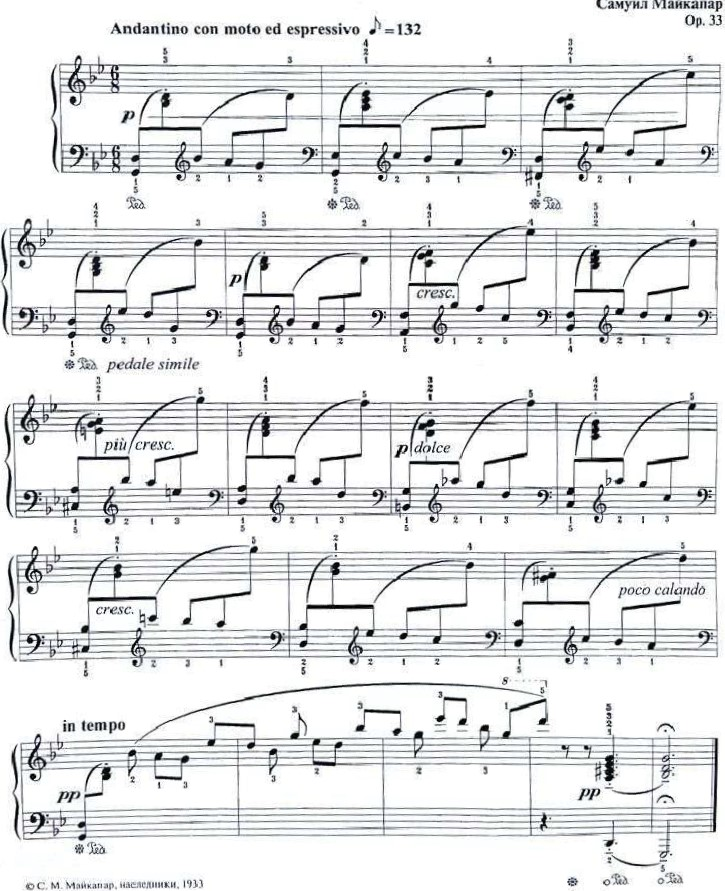 Самуил Майкапар
Op. 33
Andantino con moto ed espressivo ♪=132
p
pedale simile
p
cresc.
più cresc.
p dolce
cresc.
poco calando
in tempo
8
pp
pp
© С. М. Майкапар, наследники, 1933